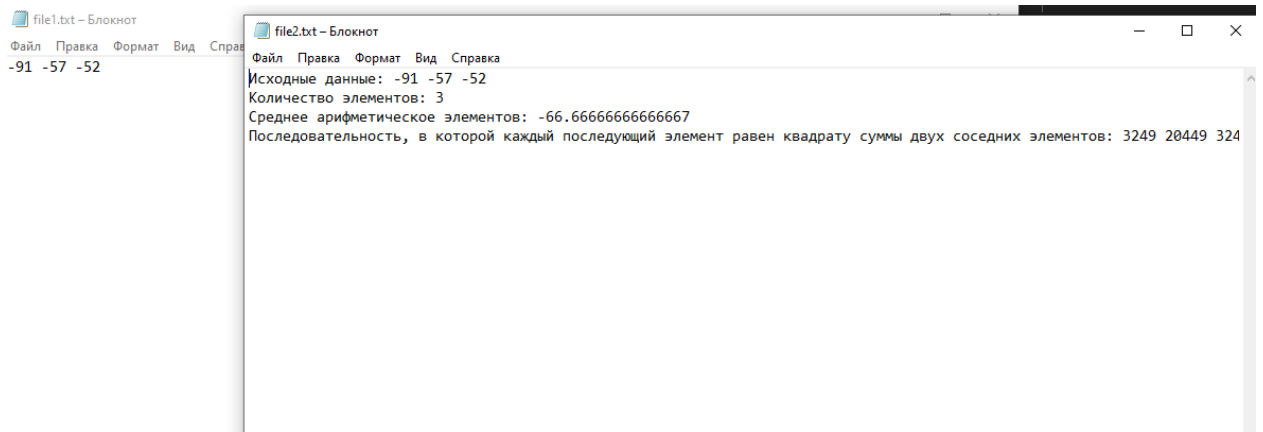 file1.txt – Блокнот
Файл Правка Формат Вид Справ
-91 -57 -52
file2.txt – Блокнот
Файл Правка Формат Вид Справка
Исходные данные: -91 -57 -52
Количество элементов: 3
Среднее арифметическое элементов: -66.66666666666667
Последовательность, в которой каждый последующий элемент равен квадрату суммы двух соседних элементов: 3249 20449 324